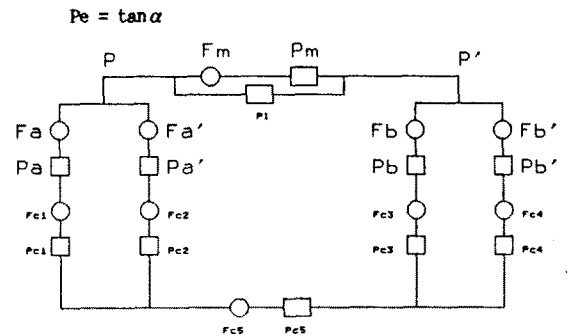 Pe = tanα
P Fm Pm P'
P1
Fa Fa' Fb Fb'
Pa Pa' Pb Pb'
Fc1 Fc2 Fc3 Fc4
Pc1 Pc2 Pc3 Pc4
Fc5 Pc5